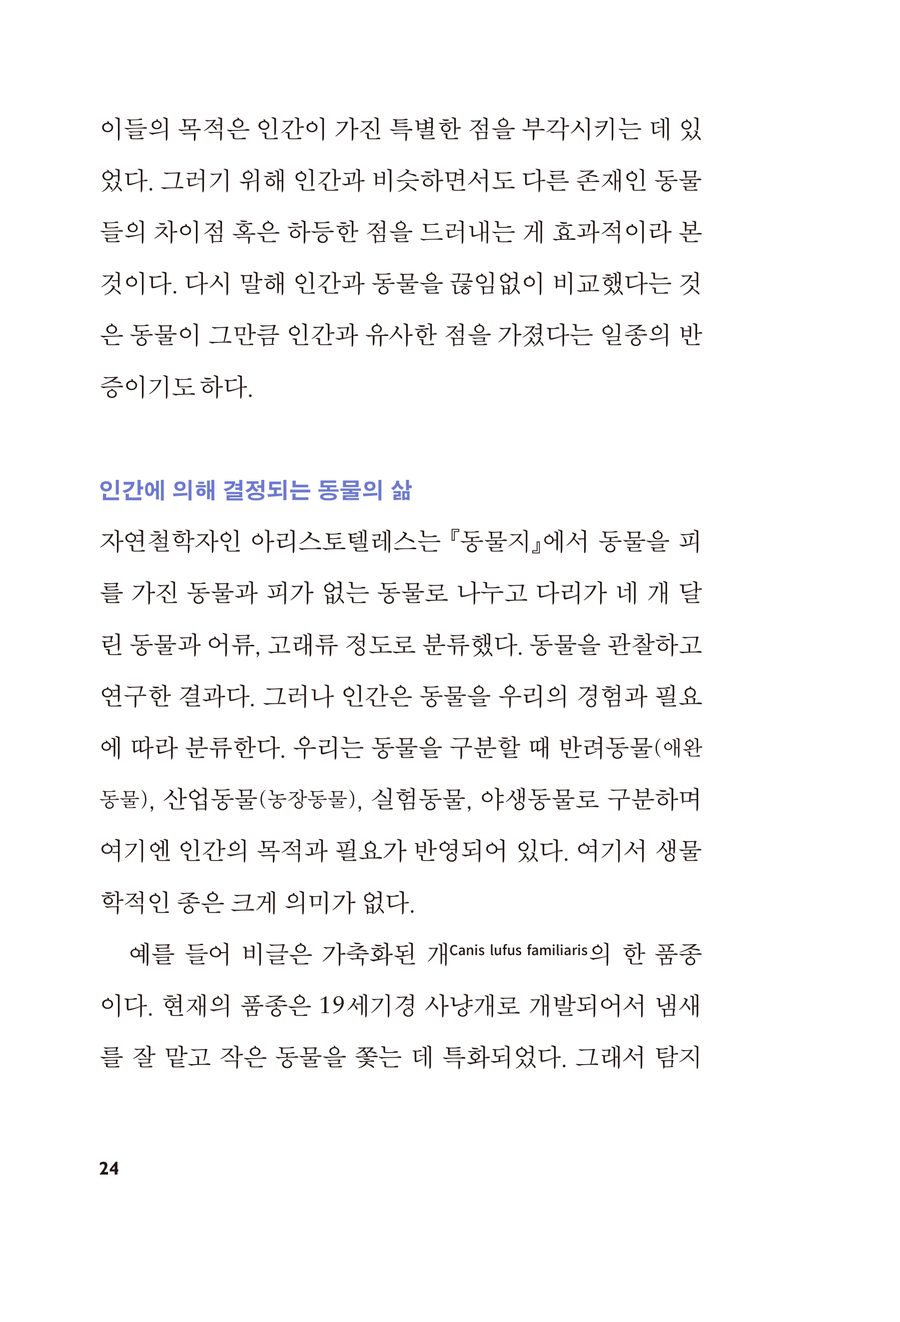 이들의 목적은 인간이 가진 특별한 점을 부각시키는 데 있
었다. 그러기 위해 인간과 비슷하면서도 다른 존재인 동물
들의 차이점 혹은 하등한 점을 드러내는 게 효과적이라 본
것이다. 다시 말해 인간과 동물을 끊임없이 비교했다는 것
은 동물이 그만큼 인간과 유사한 점을 가졌다는 일종의 반
증이기도 하다.
인간에 의해 결정되는 동물의 삶
자연철학자인 아리스토텔레스는 『동물지』에서 동물을 피
를 가진 동물과 피가 없는 동물로 나누고 다리가 네 개 달
린 동물과 어류, 고래류 정도로 분류했다. 동물을 관찰하고
연구한 결과다. 그러나 인간은 동물을 우리의 경험과 필요
에 따라 분류한다. 우리는 동물을 구분할 때 반려동물(애완
동물), 산업동물(농장동물), 실험동물, 야생동물로 구분하며
여기엔 인간의 목적과 필요가 반영되어 있다. 여기서 생물
학적인 종은 크게 의미가 없다.
예를 들어 비글은 가축화된 개Canis lufus familiaris의 한 품종
이다. 현재의 품종은 19세기경 사냥개로 개발되어서 냄새
를 잘 맡고 작은 동물을 쫓는 데 특화되었다. 그래서 탐지
24